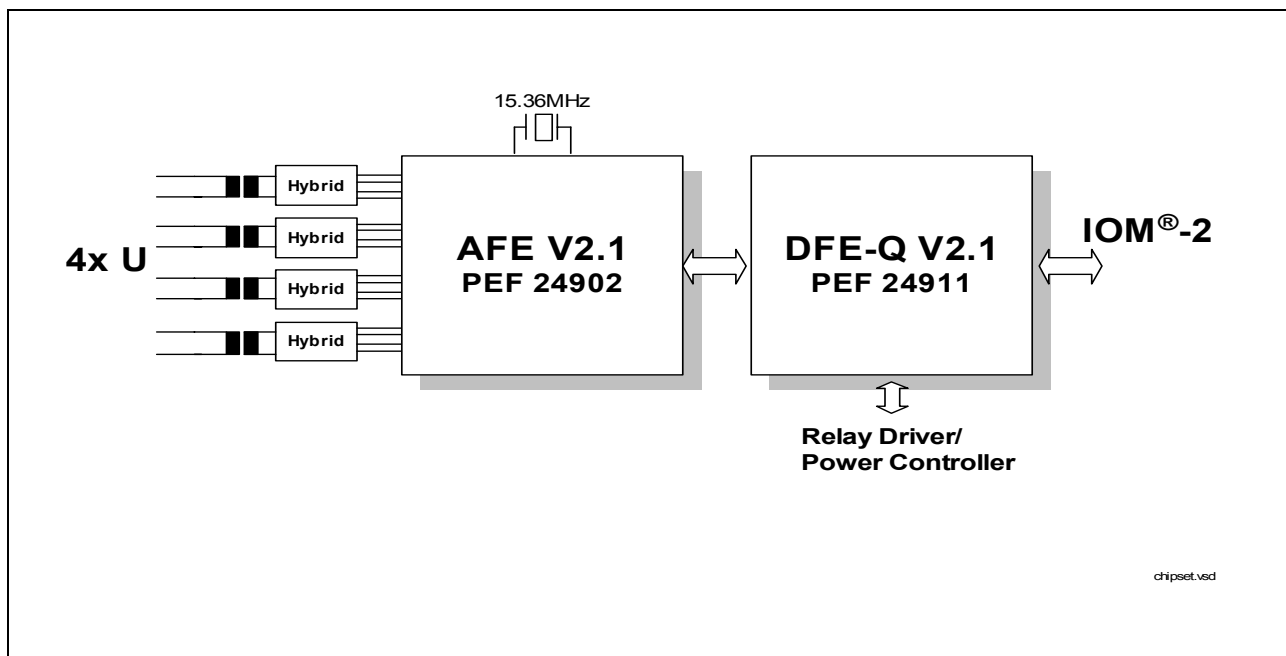 15.36MHz
Hybrid
Hybrid
Hybrid
Hybrid
4x U
AFE V2.1
PEF 24902
DFE-Q V2.1
PEF 24911
IOM®-2
Relay Driver/
Power Controller
chipset.vsd